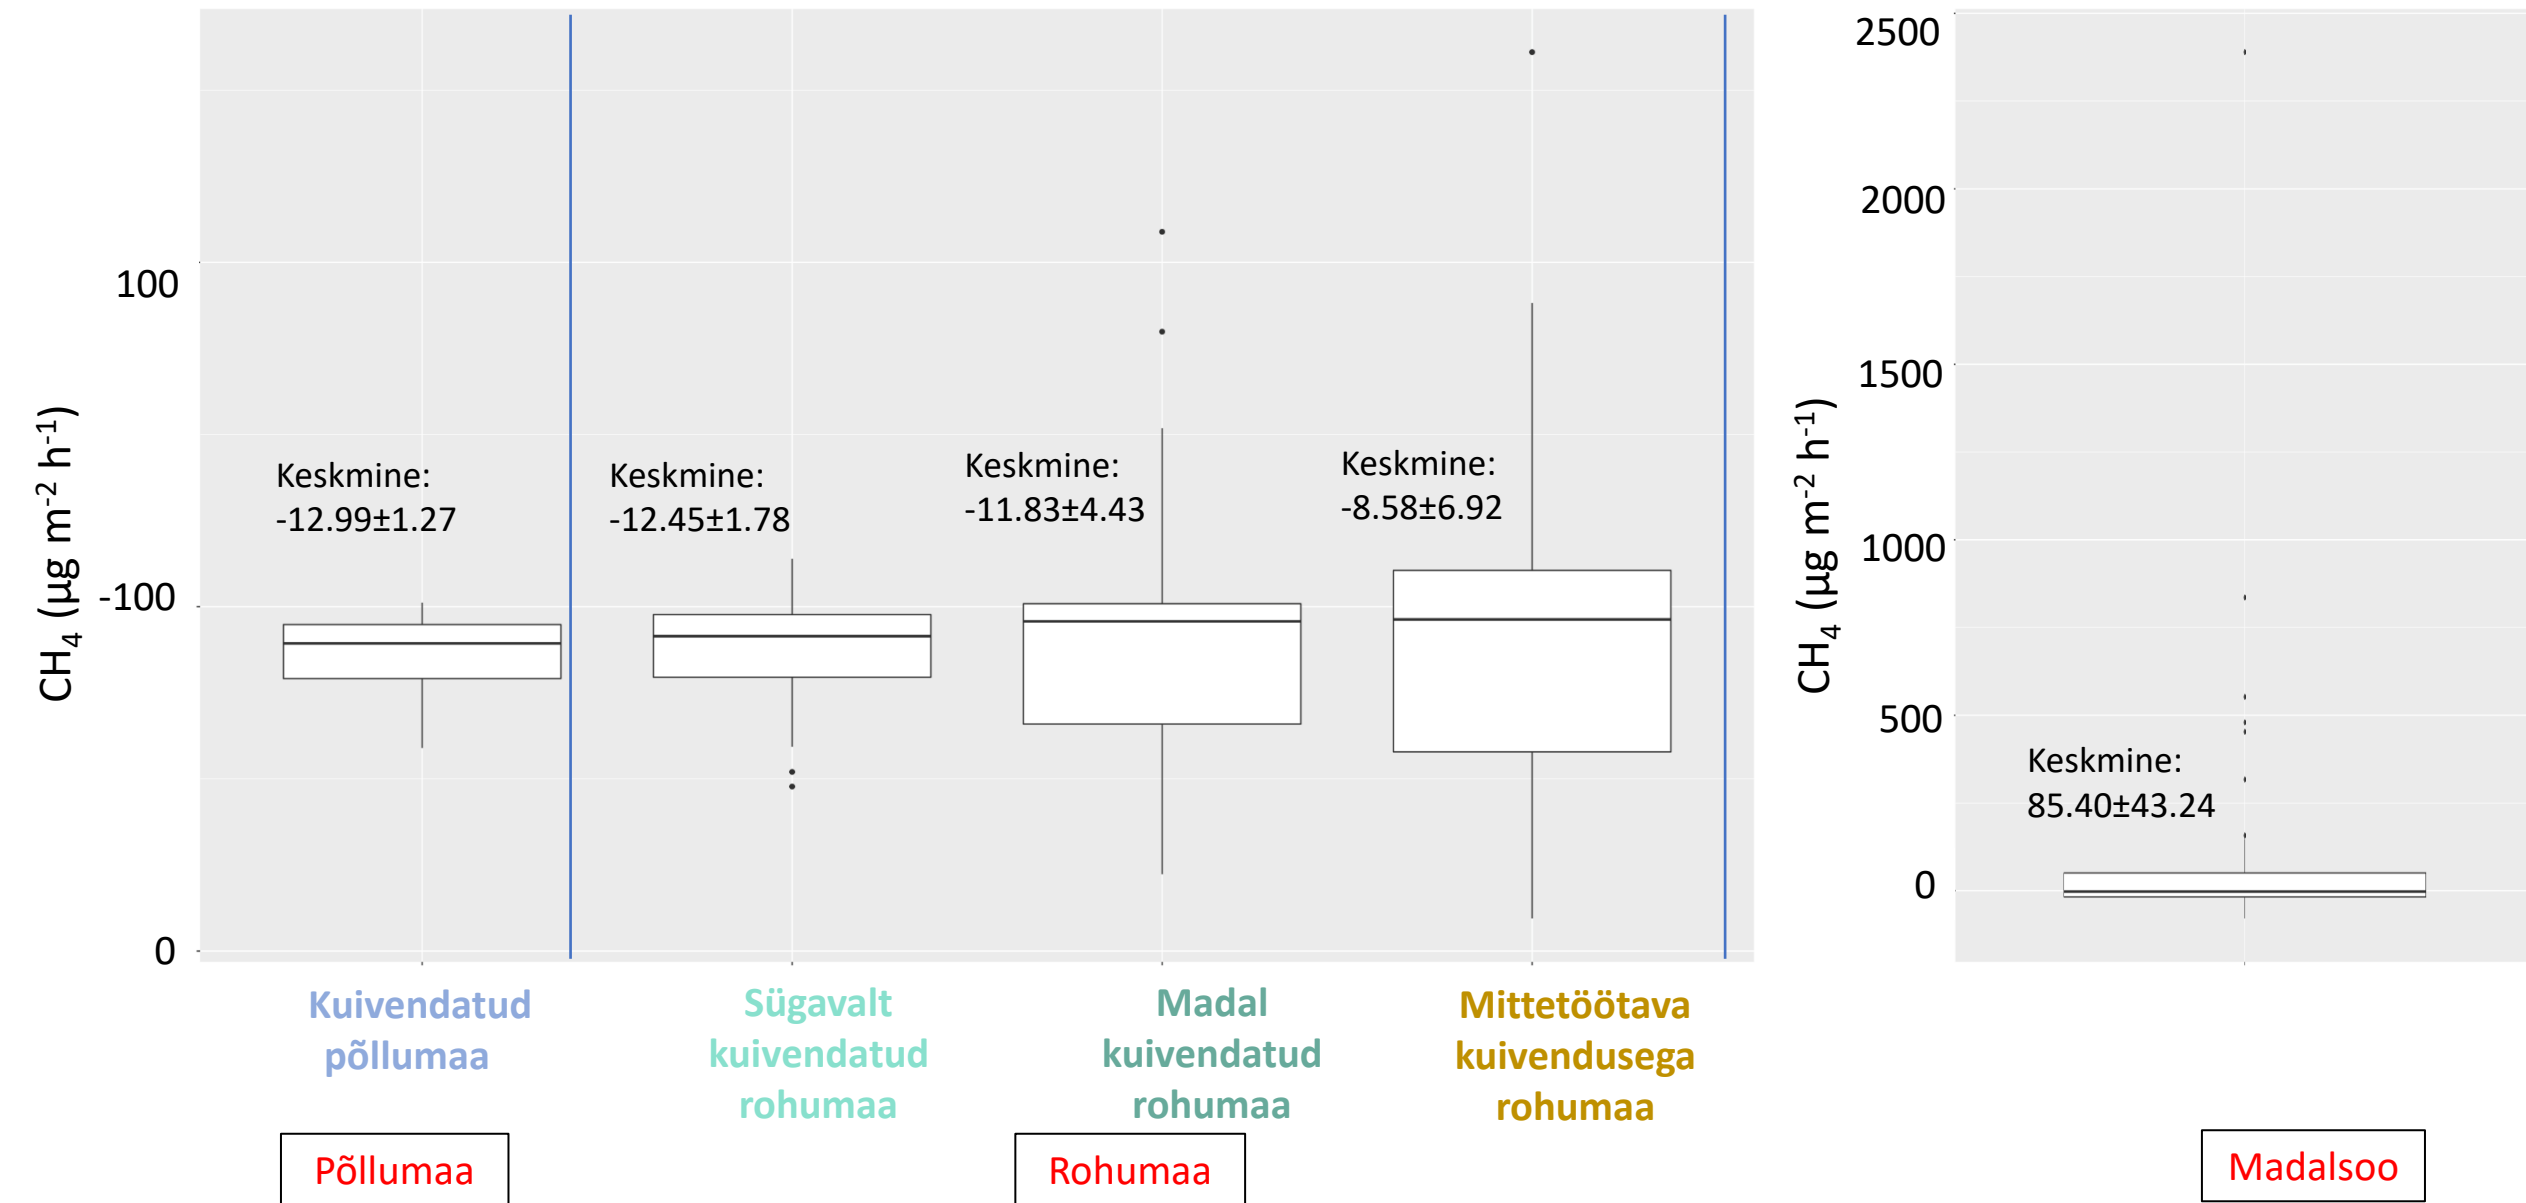 CH₄ (µg m⁻² h⁻¹)
100
-100
0
Keskmine:
-12.99±1.27
Keskmine:
-12.45±1.78
Keskmine:
-11.83±4.43
Keskmine:
-8.58±6.92
Kuivendatud
põllumaa
Sügavalt
kuivendatud
rohumaa
Madal
kuivendatud
rohumaa
Mittetöötava
kuivendusega
rohumaa
Põllumaa
Rohumaa
CH₄ (µg m⁻² h⁻¹)
2500
2000
1500
1000
500
0
Keskmine:
85.40±43.24
Madalsoo